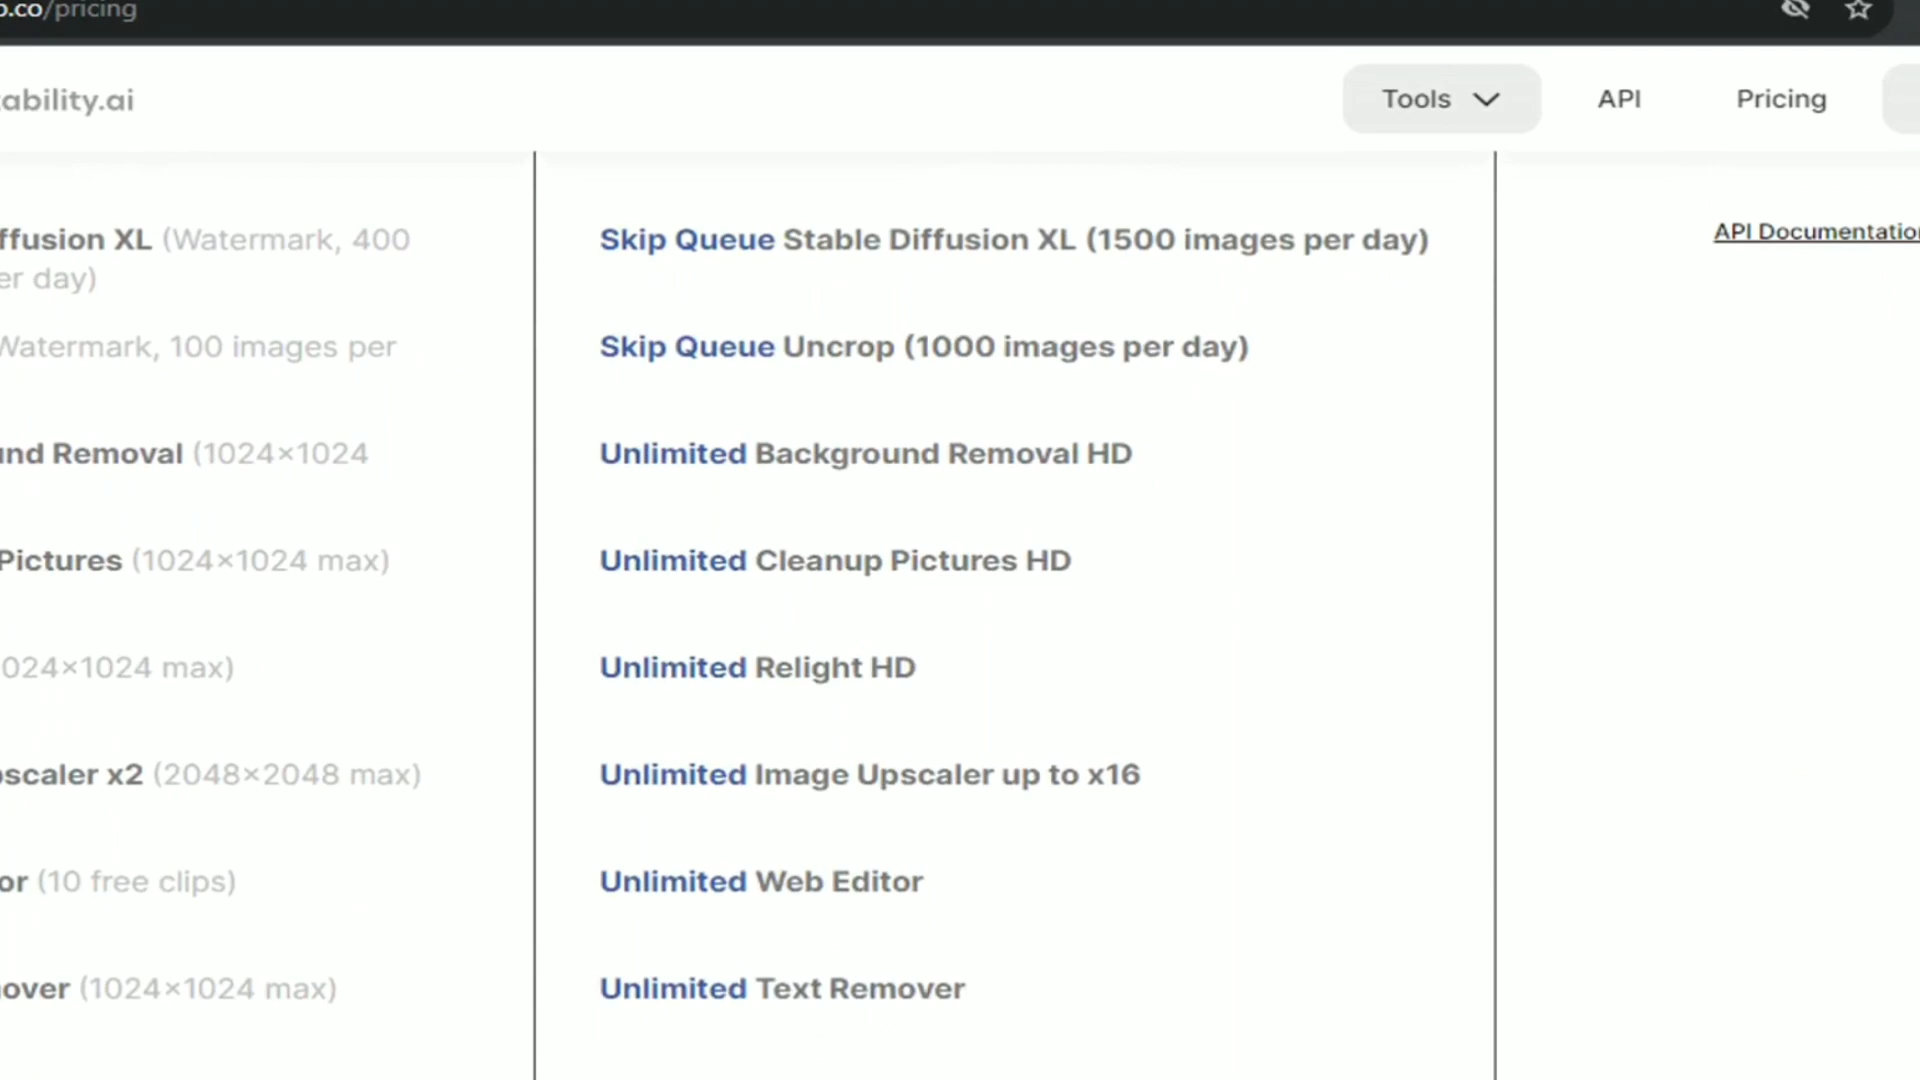 .co/pricing
ability.ai
Tools
API
Pricing
ffusion XL (Watermark, 400
er day)
Watermark, 100 images per
und Removal (1024×1024
Pictures (1024×1024 max)
024×1024 max)
scaler x2 (2048×2048 max)
or (10 free clips)
over (1024×1024 max)
Skip Queue Stable Diffusion XL (1500 images per day)
Skip Queue Uncrop (1000 images per day)
Unlimited Background Removal HD
Unlimited Cleanup Pictures HD
Unlimited Relight HD
Unlimited Image Upscaler up to x16
Unlimited Web Editor
Unlimited Text Remover
API Documentatio